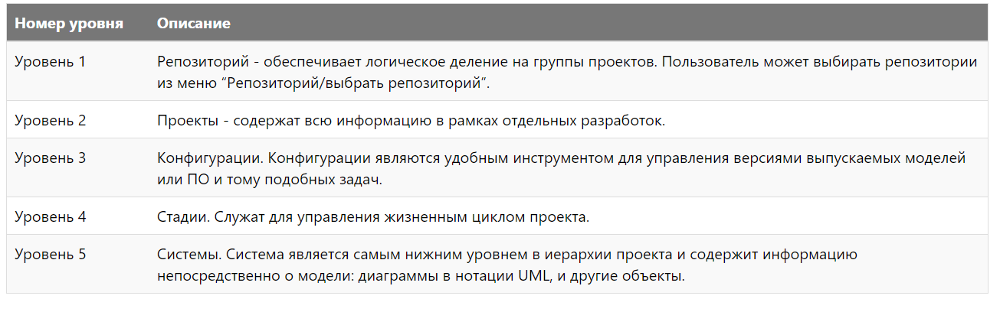 Номер уровня Описание
Уровень 1 Репозиторий - обеспечивает логическое деление на группы проектов. Пользователь может выбирать репозитории
из меню “Репозиторий/выбрать репозиторий”.
Уровень 2 Проекты - содержат всю информацию в рамках отдельных разработок.
Уровень 3 Конфигурации. Конфигурации являются удобным инструментом для управления версиями выпускаемых моделей
или ПО и тому подобных задач.
Уровень 4 Стадии. Служат для управления жизненным циклом проекта.
Уровень 5 Системы. Система является самым нижним уровнем в иерархии проекта и содержит информацию
непосредственно о модели: диаграммы в нотации UML, и другие объекты.